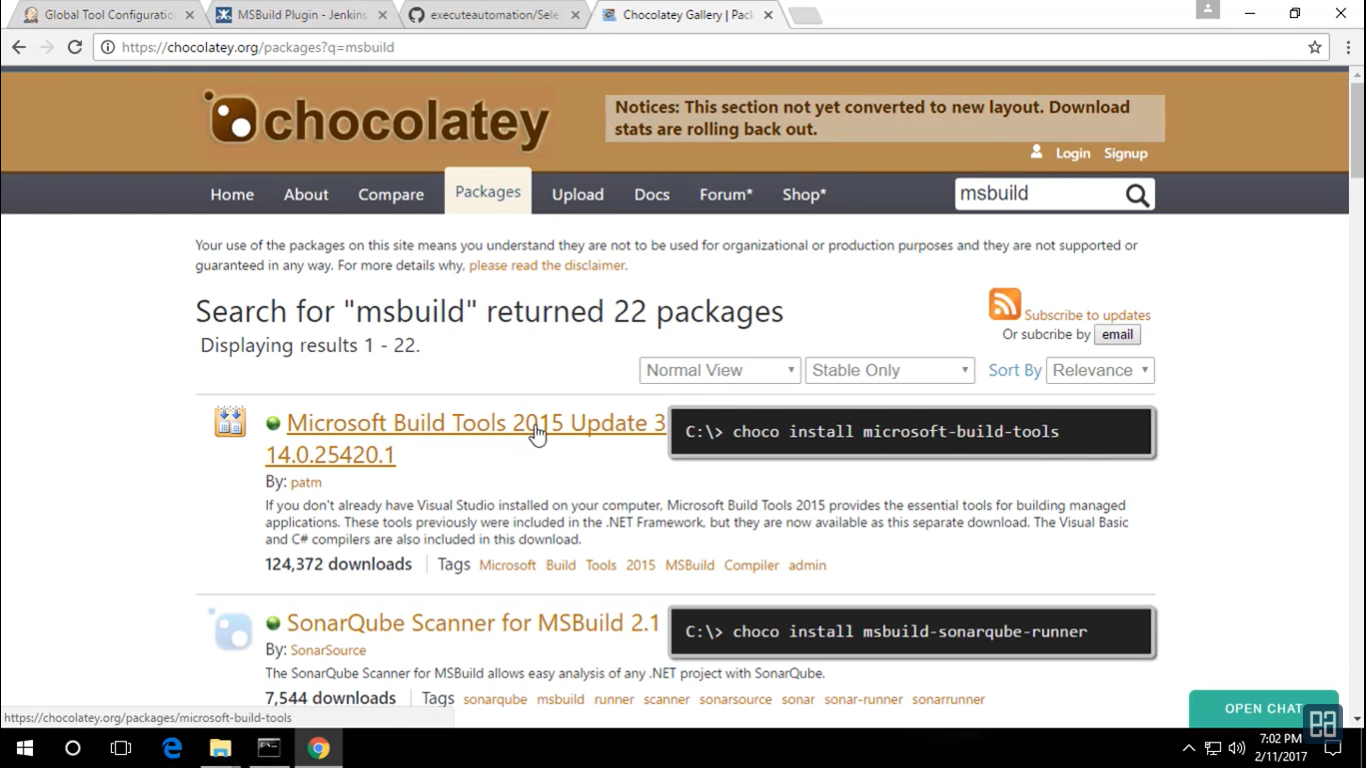 Global Tool Configuratio
MSBuild Plugin - Jenkins
executeautomation/Sele
Chocolatey Gallery | Pack
https://chocolatey.org/packages?q=msbuild
chocolatey
Notices: This section not yet converted to new layout. Download
stats are rolling back out.
Login Signup
Home About Compare Packages Upload Docs Forum* Shop* msbuild
Your use of the packages on this site means you understand they are not to be used for organizational or production purposes and they are not supported or
guaranteed in any way. For more details why, please read the disclaimer.
Search for "msbuild" returned 22 packages
Subscribe to updates
Or subcribe by email
Displaying results 1 - 22.
Normal View Stable Only Sort By Relevance
Microsoft Build Tools 2015 Update 3
14.0.25420.1
C:\> choco install microsoft-build-tools
By: patm
If you don't already have Visual Studio installed on your computer, Microsoft Build Tools 2015 provides the essential tools for building managed
applications. These tools previously were included in the .NET Framework, but they are now available as this separate download. The Visual Basic
and C# compilers are also included in this download.
124,372 downloads Tags Microsoft Build Tools 2015 MSBuild Compiler admin
SonarQube Scanner for MSBuild 2.1
C:\> choco install msbuild-sonarqube-runner
By: SonarSource
The SonarQube Scanner for MSBuild allows easy analysis of any .NET project with SonarQube.
7,544 downloads Tags sonarqube msbuild runner scanner sonarsource sonar sonar-runner sonarrunner
OPEN CHAT
https://chocolatey.org/packages/microsoft-build-tools
ea
7:02 PM
2/11/2017